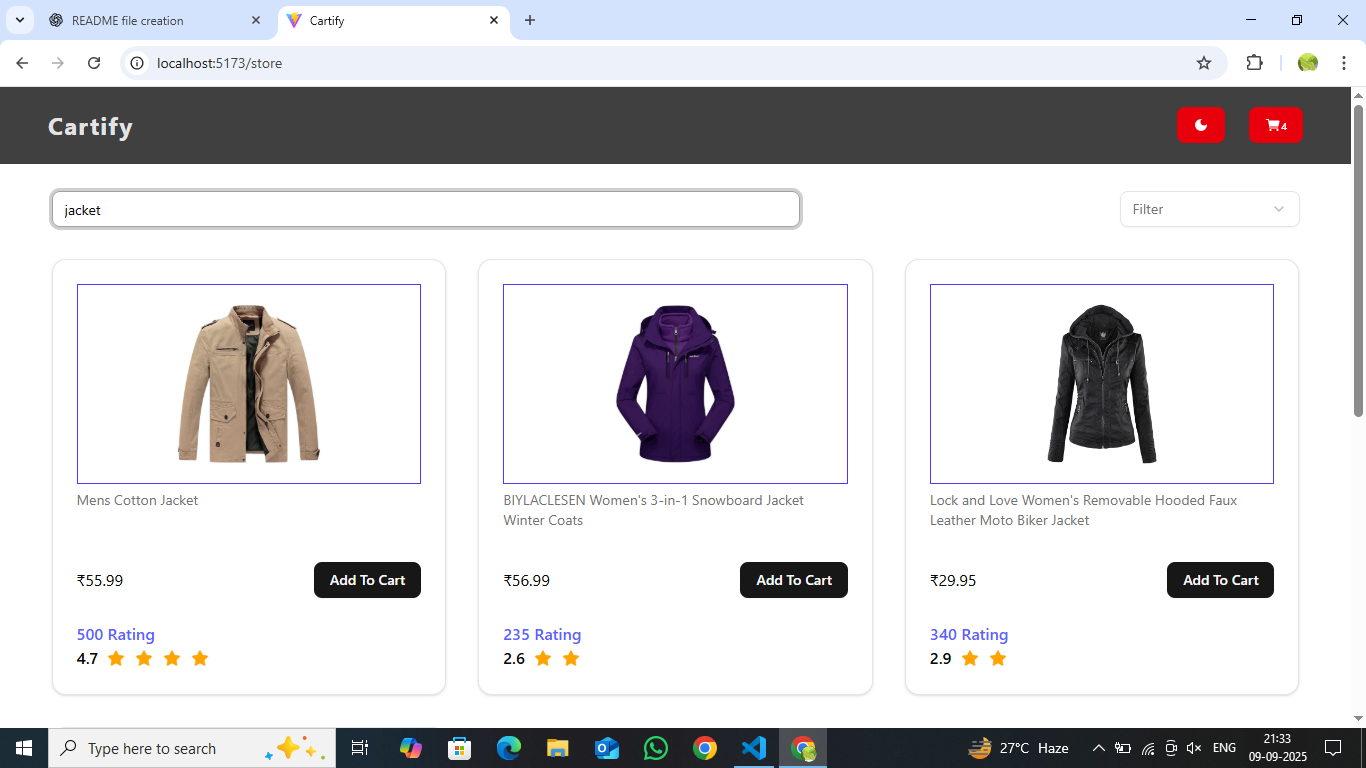 README file creation
Cartify
localhost:5173/store
Cartify
4
jacket
Filter
Mens Cotton Jacket
₹55.99
Add To Cart
500 Rating
4.7
BIYLACLESEN Women's 3-in-1 Snowboard Jacket
Winter Coats
₹56.99
Add To Cart
235 Rating
2.6
Lock and Love Women's Removable Hooded Faux
Leather Moto Biker Jacket
₹29.95
Add To Cart
340 Rating
2.9
Type here to search
27°C Haze
ENG
21:33
09-09-2025